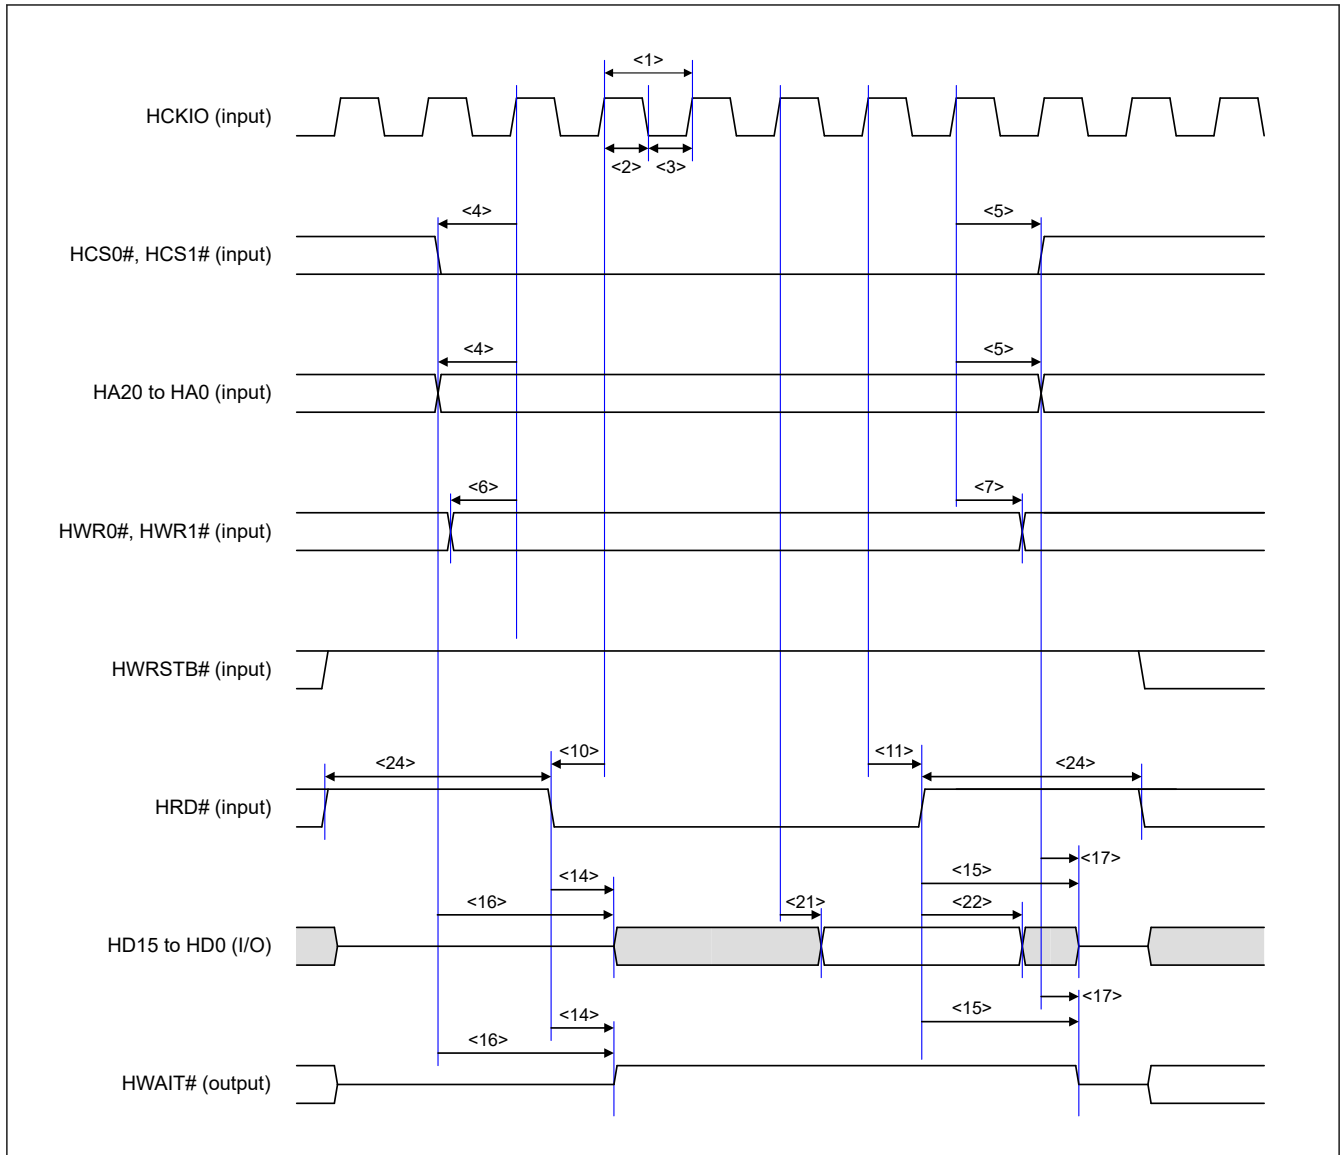 <1>
HCKIO (input)
<2> <3>
<4> <5>
HCS0#, HCS1# (input)
<4> <5>
HA20 to HA0 (input)
<6> <7>
HWR0#, HWR1# (input)
HWRSTB# (input)
<10> <11>
<24> <24>
HRD# (input)
<17>
<14> <15>
<16> <21> <22>
HD15 to HD0 (I/O)
<17>
<14> <15>
<16>
HWAIT# (output)